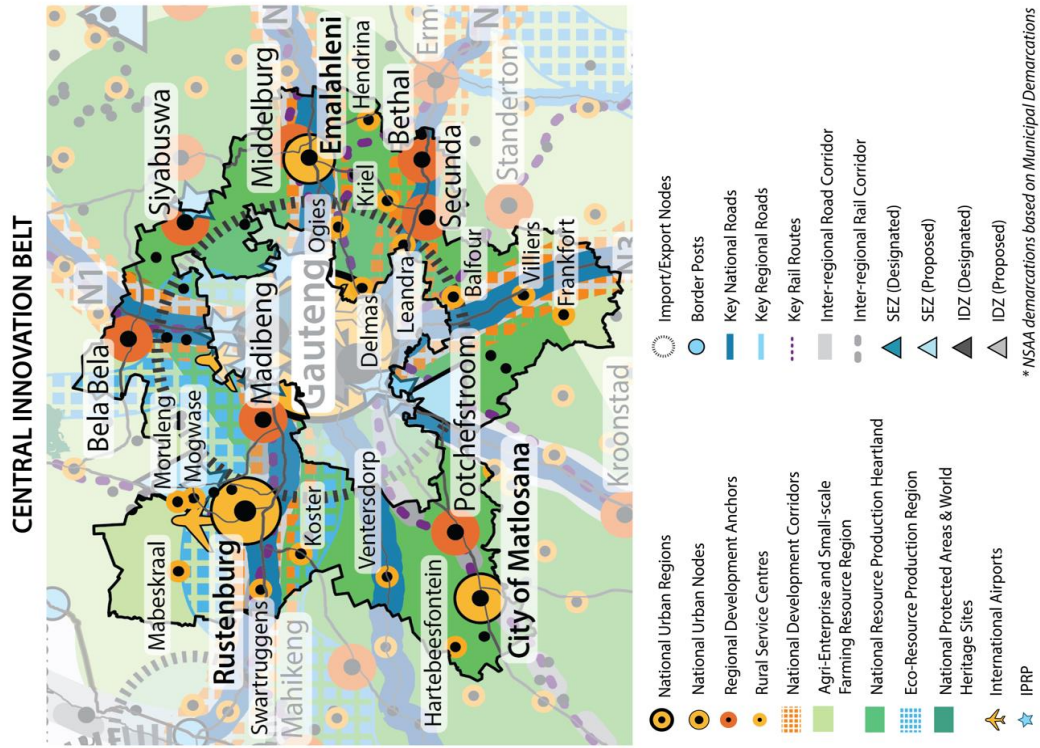 CENTRAL INNOVATION BELT
N1
N
Siyabuswa
Bela Bela
Middelburg
Moruleng
Mogwase
Emalahleni
Hendrina
Mabeskraal
Madibeng
Ogies
Kriel
Bethal
Erm
N
Rustenburg
Gauteng
Secunda
Swartruggens
Koster
Delmas
Leandra
Standerton
Mahikeng
Ventersdorp
Balfour
Villiers
Potchefstroom
Frankfort
Hartbeesfontein
N3
City of Matlosana
Kroonstad
National Urban Regions
National Urban Nodes
Regional Development Anchors
Rural Service Centres
National Development Corridors
Agri-Enterprise and Small-scale
Farming Resource Region
National Resource Production Heartland
Eco-Resource Production Region
National Protected Areas & World
Heritage Sites
International Airports
IPRP
Import/Export Nodes
Border Posts
Key National Roads
Key Regional Roads
Key Rail Routes
Inter-regional Road Corridor
Inter-regional Rail Corridor
SEZ (Designated)
SEZ (Proposed)
IDZ (Designated)
IDZ (Proposed)
* NSAA demarcations based on Municipal Demarcations